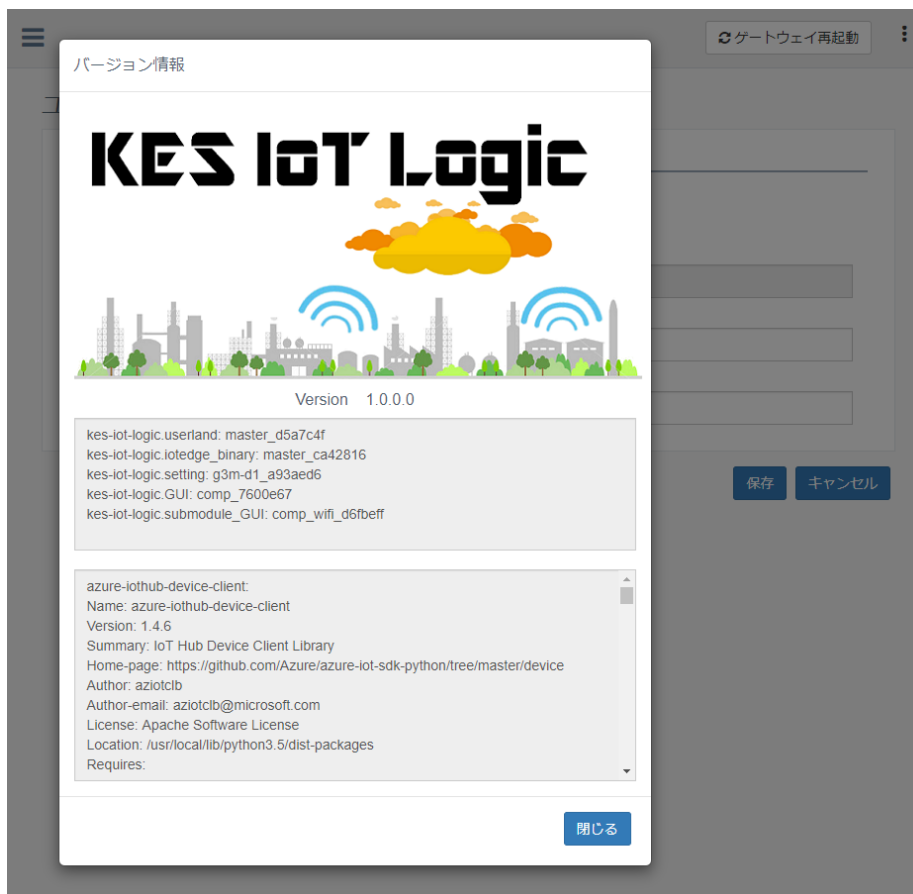 ゲートウェイ再起動
バージョン情報
KES IoT Logic
Version 1.0.0.0
kes-iot-logic.userland: master_d5a7c4f
kes-iot-logic.iotedge_binary: master_ca42816
kes-iot-logic.setting: g3m-d1_a93aed6
kes-iot-logic.GUI: comp_7600e67
kes-iot-logic.submodule_GUI: comp_wifi_d6fbeff
保存 キャンセル
azure-iothub-device-client:
Name: azure-iothub-device-client
Version: 1.4.6
Summary: IoT Hub Device Client Library
Home-page: https://github.com/Azure/azure-iot-sdk-python/tree/master/device
Author: aziotclb
Author-email: aziotclb@microsoft.com
License: Apache Software License
Location: /usr/local/lib/python3.5/dist-packages
Requires:
閉じる